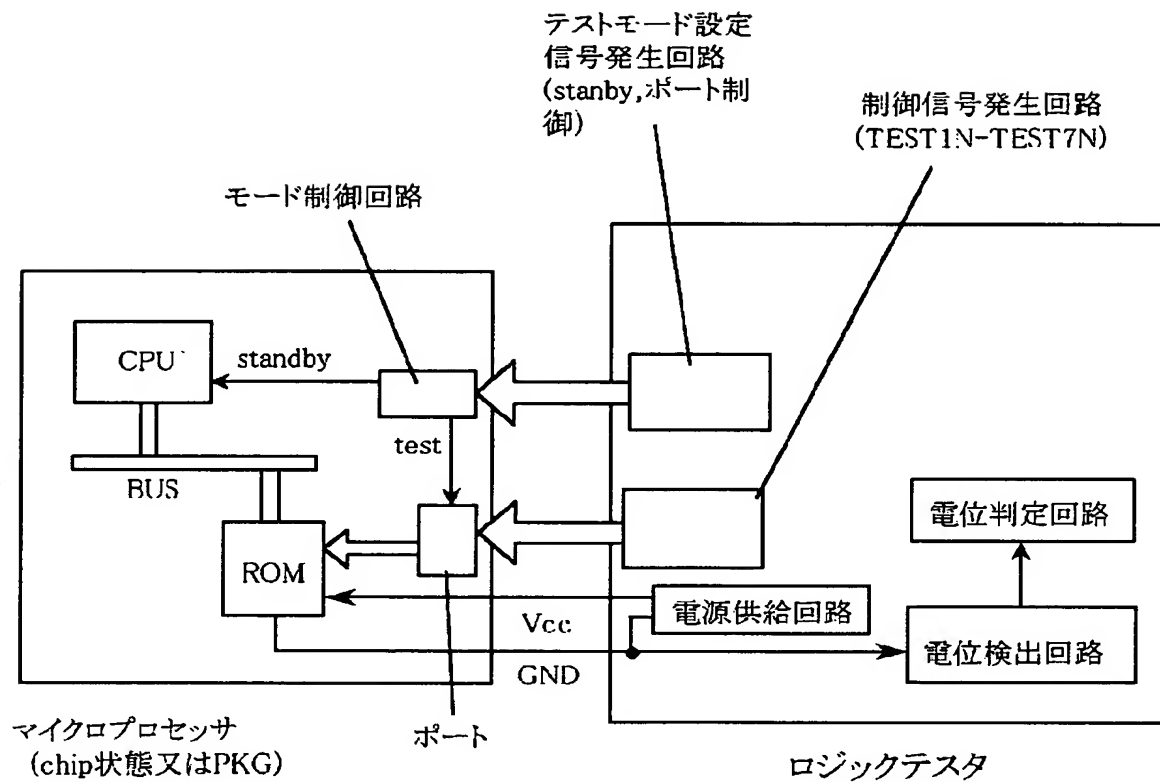 テストモード設定
信号発生回路
(stanby,ポート制
御)
制御信号発生回路
(TEST1N-TEST7N)
モード制御回路
CPU
standby
test
BUS
ROM
Vcc
GND
電位判定回路
電源供給回路
電位検出回路
マイクロプロセッサ
(chip状態又はPKG)
ポート
ロジックテスタ